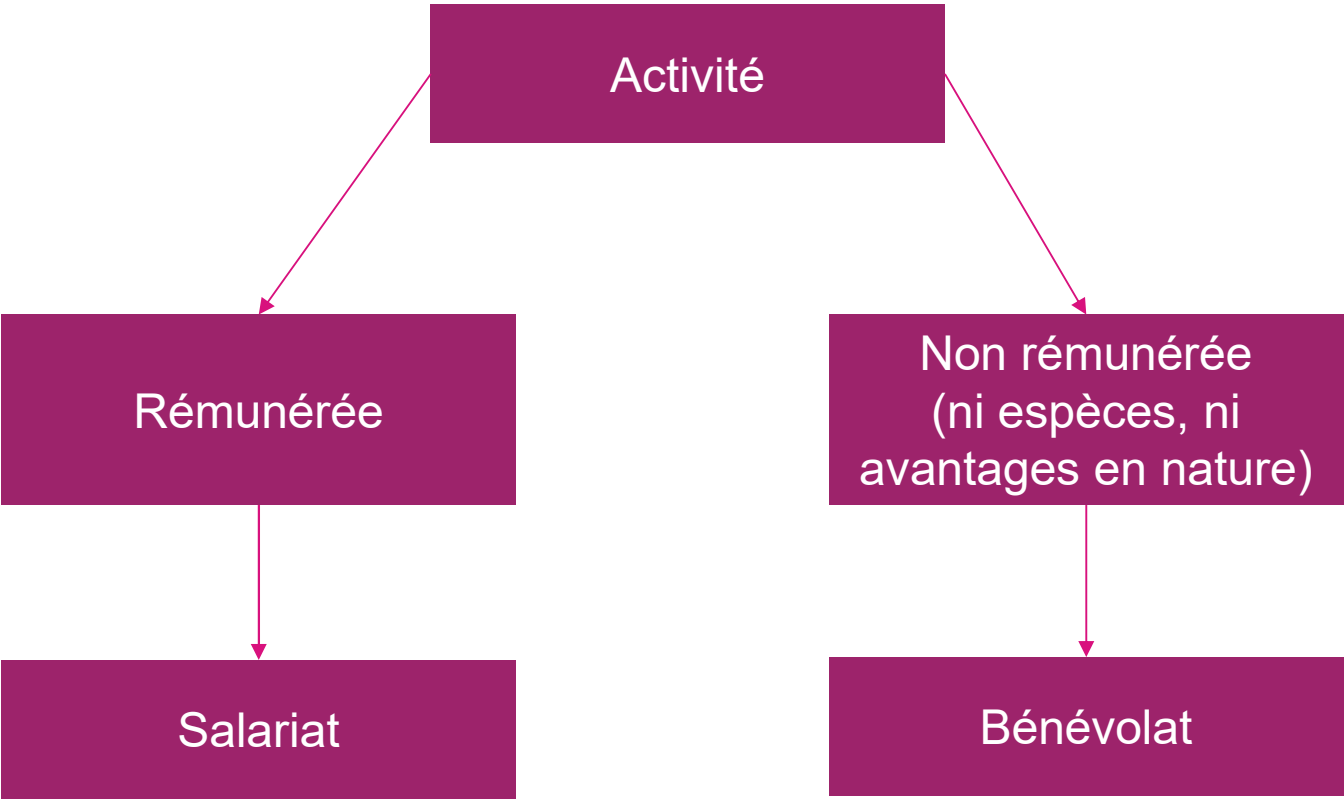 Activité
Rémunérée
Non rémunérée
(ni espèces, ni
avantages en nature)
Salariat
Bénévolat